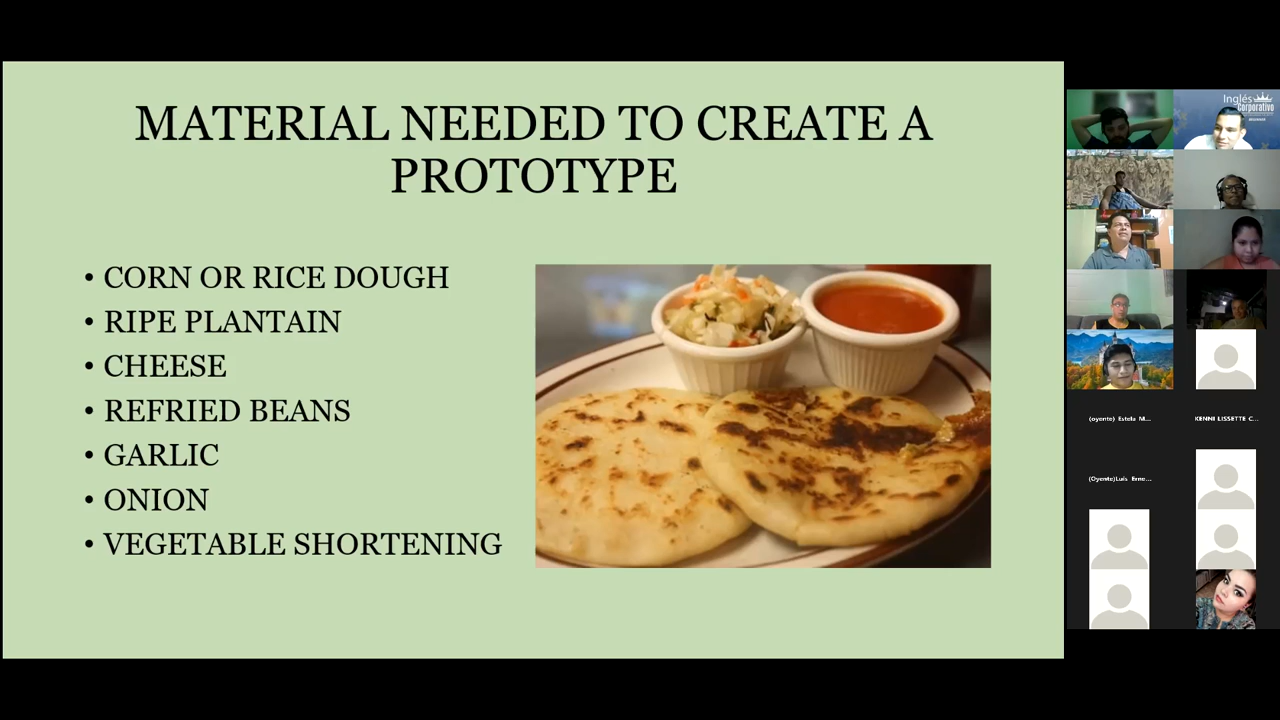 MATERIAL NEEDED TO CREATE A
PROTOTYPE
• CORN OR RICE DOUGH
• RIPE PLANTAIN
• CHEESE
• REFRIED BEANS
• GARLIC
• ONION
• VEGETABLE SHORTENING
Inglés
Corporativo
(oyente) Estela M...
KENNI LISSETTE C...
(Oyente)Luis Erne...